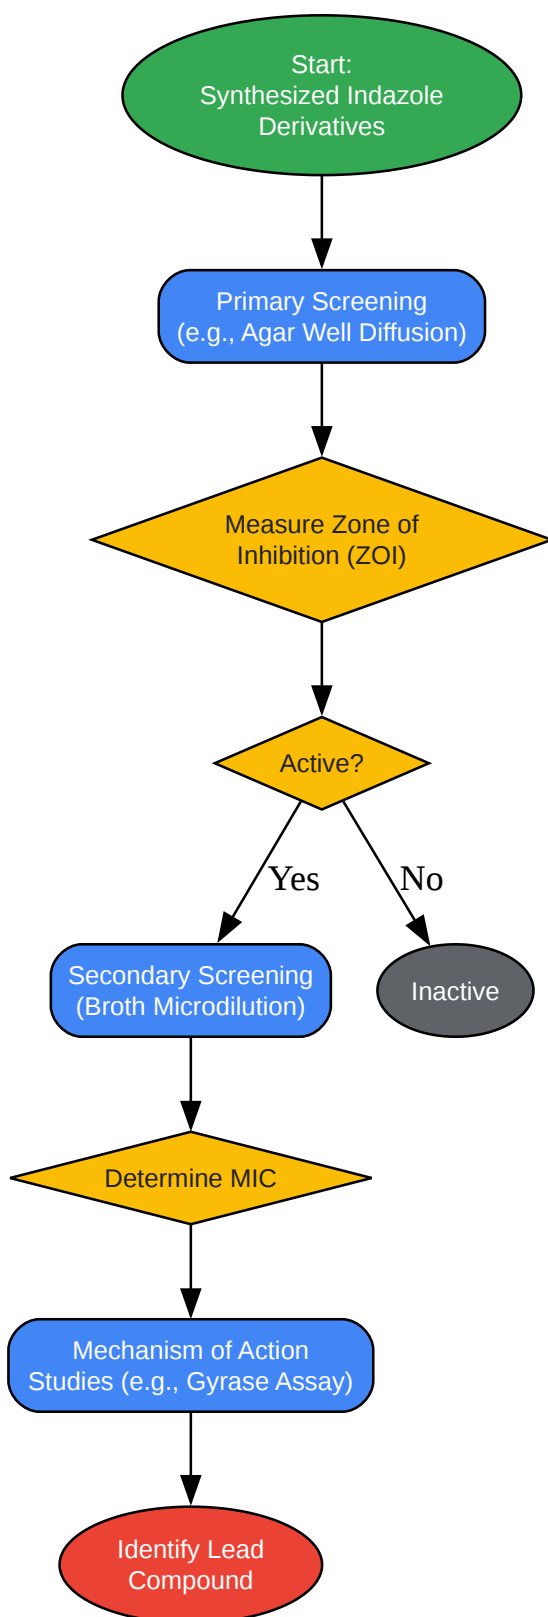 Start:
Synthesized Indazole
Derivatives
Primary Screening
(e.g., Agar Well Diffusion)
Measure Zone of
Inhibition (ZOI)
Active?
Yes
No
Secondary Screening
(Broth Microdilution)
Inactive
Determine MIC
Mechanism of Action
Studies (e.g., Gyrase Assay)
Identify Lead
Compound